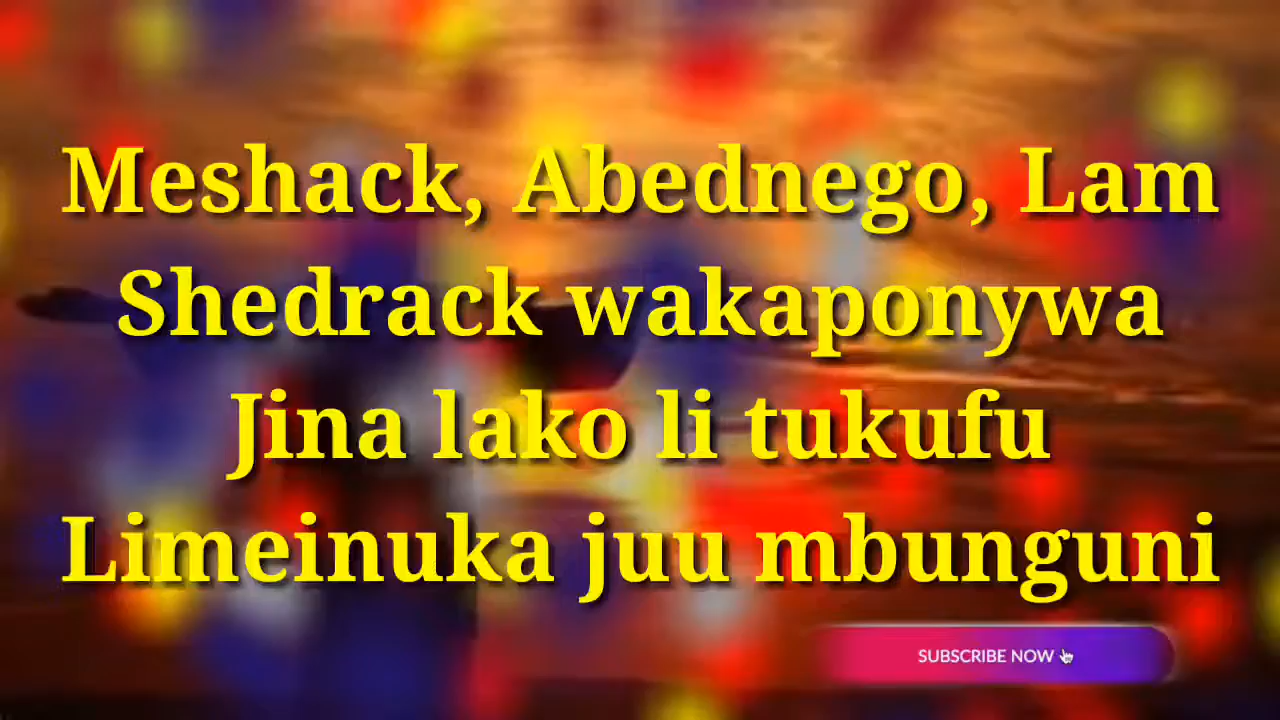 Meshack, Abednego, Lam
Shedrack wakaponywa
Jina lako li tukufu
Limeinuka juu mbunguni
SUBSCRIBE NOW